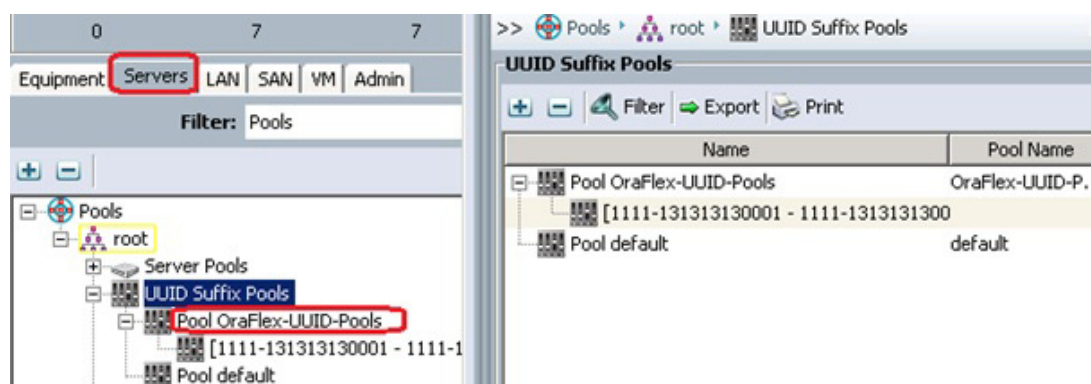 0 7 7
Equipment Servers LAN SAN VM Admin
Filter: Pools
Pools
root
Server Pools
UUID Suffix Pools
Pool OraFlex-UUID-Pools
[1111-131313130001 - 1111-1
Pool default
>> Pools root UUID Suffix Pools
UUID Suffix Pools
Filter Export Print
Name Pool Name
Pool OraFlex-UUID-Pools OraFlex-UUID-P.
[1111-131313130001 - 1111-1313131300
Pool default default